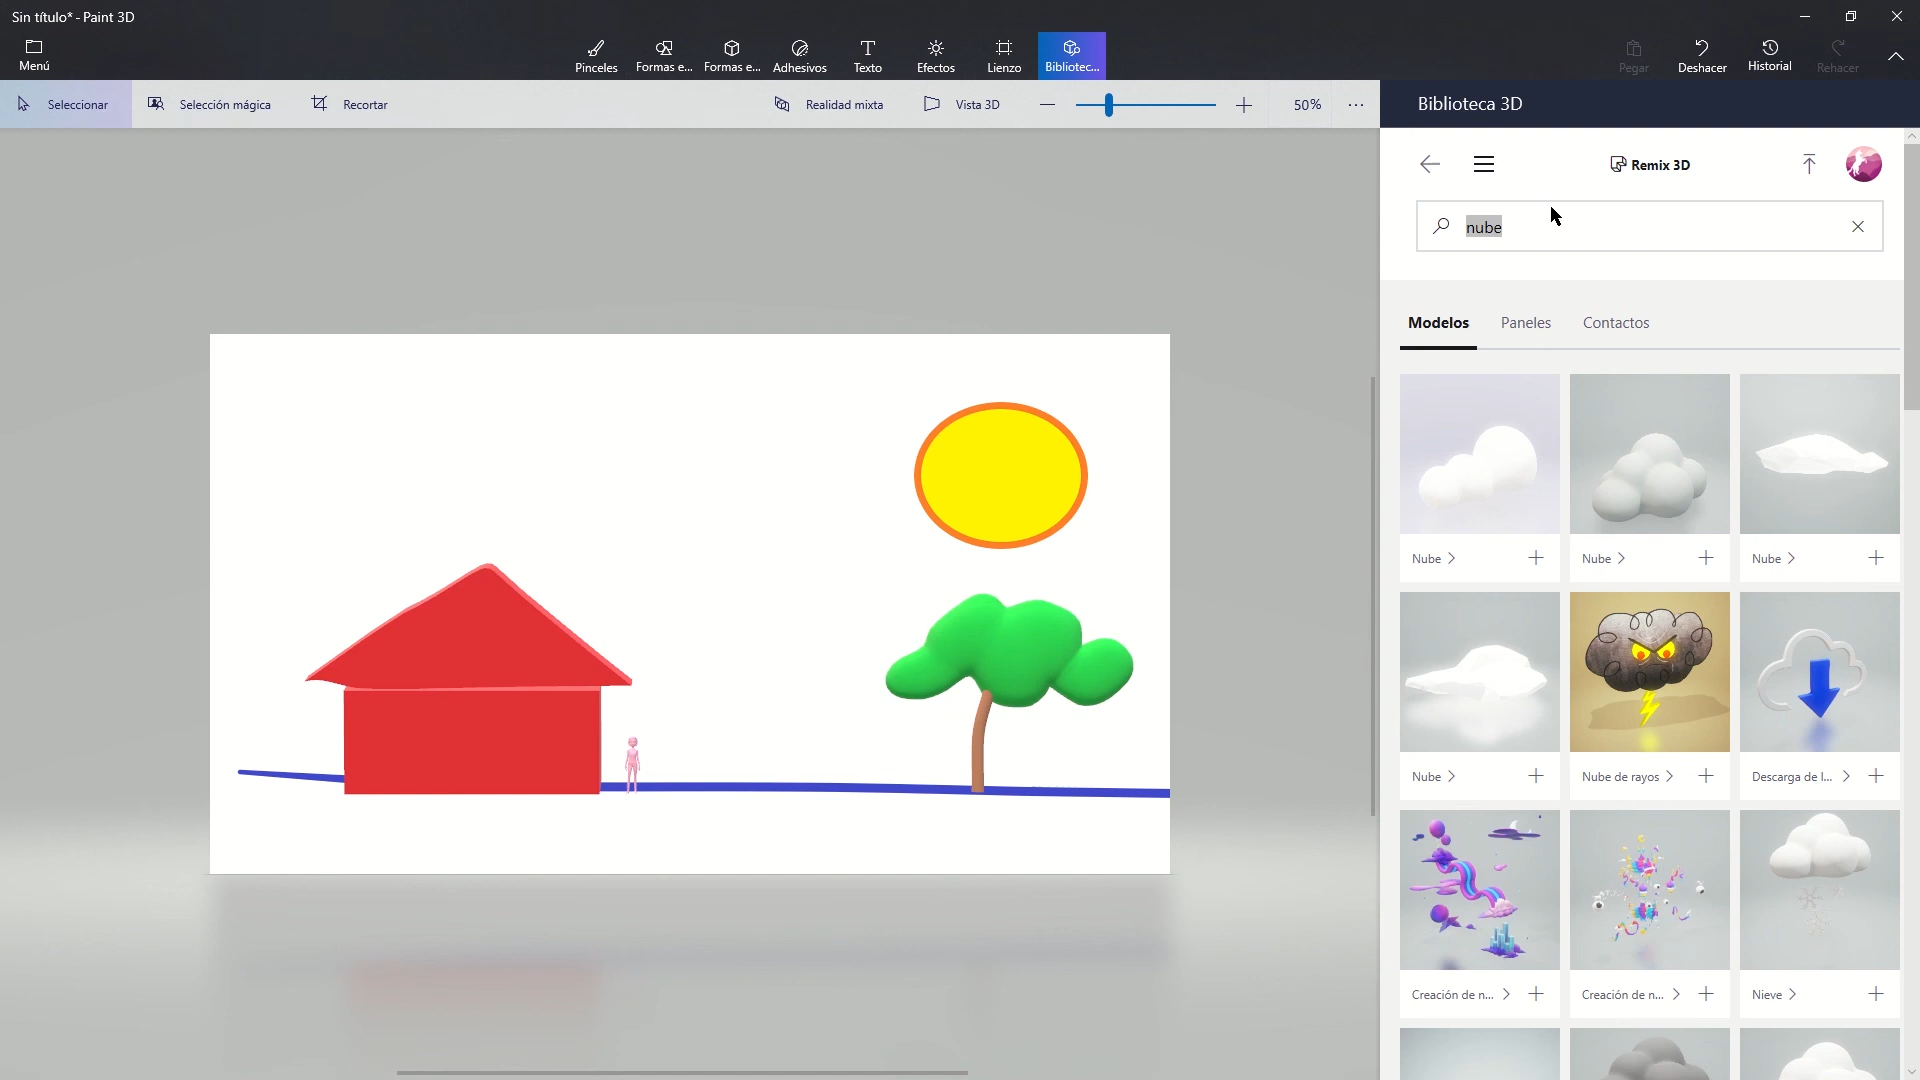 Sin título* - Paint 3D
Menú
Pinceles
Formas e...
Formas e...
Adhesivos
Texto
Efectos
Lienzo
Bibliotec...
Pegar
Deshacer
Historial
Rehacer
Seleccionar
Selección mágica
Recortar
Realidad mixta
Vista 3D
50%
Biblioteca 3D
Remix 3D
nube
Modelos
Paneles
Contactos
Nube
Nube
Nube
Nube
Nube de rayos
Descarga de l...
Creación de n...
Creación de n...
Nieve